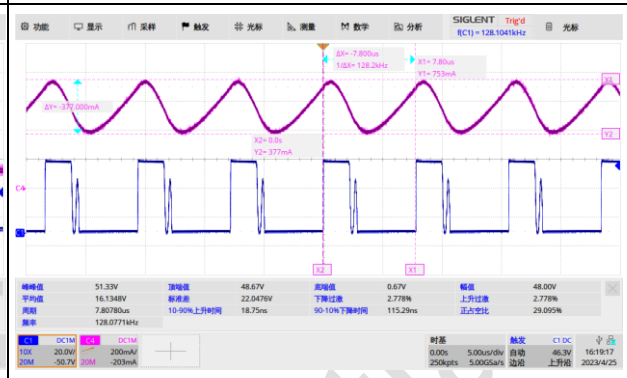 功能 显示 采样 触发 光标 测量 数学 分析 SIGLENT Trig'd 光标
f(C1) = 128.1041kHz
ΔX= -7.800us
1/ΔX= 128.2kHz
X1= 7.80us
Y1= 753mA
Y1
ΔY= -377.000mA
X2= 0.0s
Y2= 377mA
Y2
C4
X2 X1
峰峰值 51.33V 顶端值 48.67V 底端值 0.67V 幅值 48.00V
平均值 16.1348V 标准差 22.0476V 下降过激 2.778% 上升过激 2.778%
周期 7.80780us 10-90%上升时间 18.75ns 90-10%下降时间 115.29ns 正占空比 29.095%
频率 128.0771kHz
C1 DC1M C4 DC1M 时基 触发 C1 DC
10X 20.0V/ 200mA/ 0.00s 5.00us/div 自动 46.3V 16:19:17
20M -50.7V 20M -203mA 250kpts 5.00GSa/s 边沿 上升沿 2023/4/25